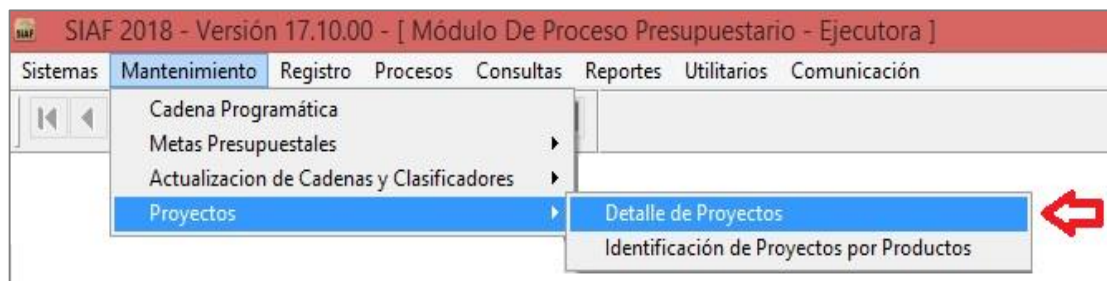 SIAF SIAF 2018 - Versión 17.10.00 - [ Módulo De Proceso Presupuestario - Ejecutora ]
Sistemas Mantenimiento Registro Procesos Consultas Reportes Utilitarios Comunicación
Cadena Programática
Metas Presupuestales
Actualizacion de Cadenas y Clasificadores
Proyectos Detalle de Proyectos
Identificación de Proyectos por Productos